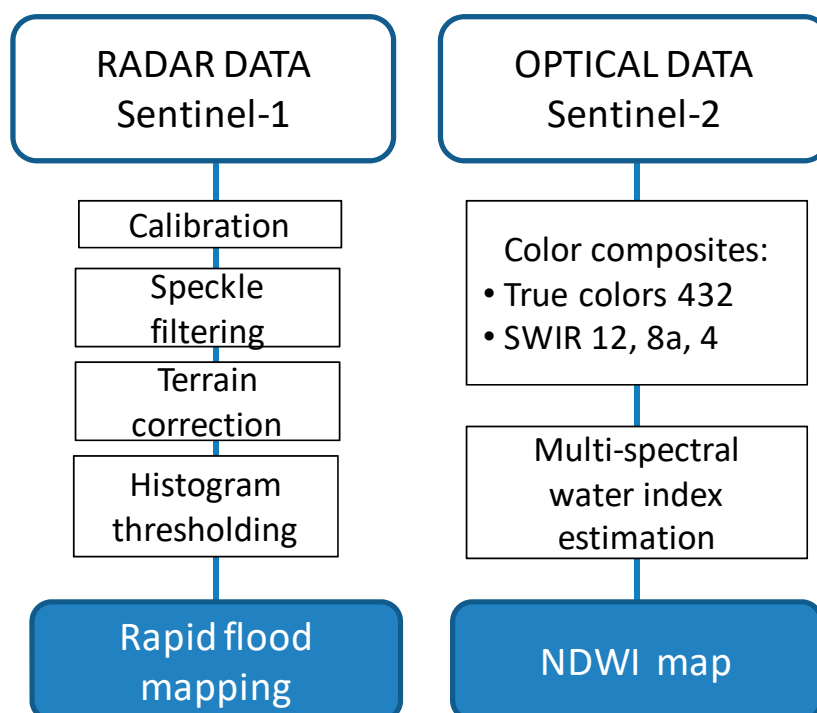 RADAR DATA
Sentinel-1
Calibration
Speckle
filtering
Terrain
correction
Histogram
thresholding
Rapid flood
mapping
OPTICAL DATA
Sentinel-2
Color composites:
• True colors 432
• SWIR 12, 8a, 4
Multi-spectral
water index
estimation
NDWI map